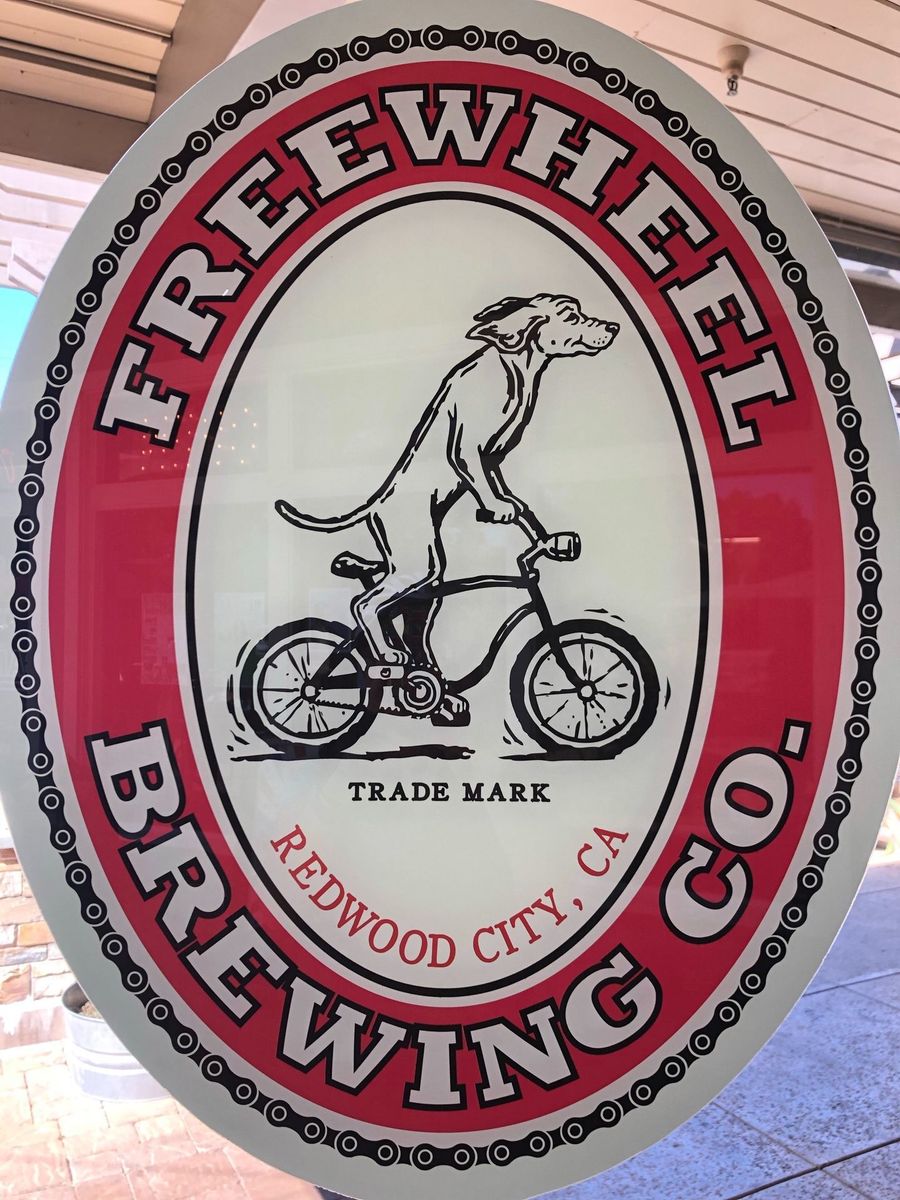 FREEWHEEL
TRADE MARK
REDWOOD CITY, CA
BREWING CO.